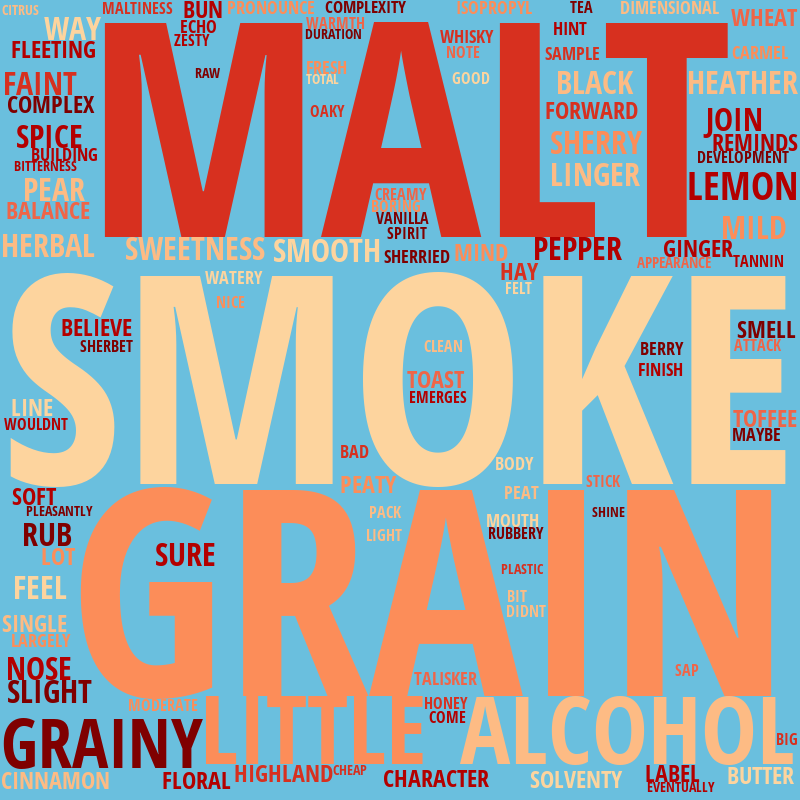 CITRUS
MALTINESS
BUN
PRONOUNCE
COMPLEXITY
ISOPROPYL
TEA
DIMENSIONAL
WHEAT
WAY
ECHO
ZESTY
WARMTH
DURATION
WHISKY
NOTE
HINT
SAMPLE
CARMEL
FLEETING
MALT
RAW
FRESH
TOTAL
GOOD
BLACK
HEATHER
FAINT
COMPLEX
OAKY
FORWARD
JOIN
SPICE
SHERRY
REMINDS
BUILDING
BITTERNESS
DEVELOPMENT
LINGER
LEMON
PEAR
BALANCE
CREAMY
VANILLA
SPIRIT
MILD
HERBAL
SWEETNESS
SMOOTH
SHERRIED
MIND
PEPPER
GINGER
APPEARANCE
TANNIN
WATERY
HAY
FELT
NICE
SMOKE
BELIEVE
SHERBET
CLEAN
BERRY
SMELL
ATTACK
FINISH
TOAST
EMERGES
LINE
WOULDNT
TOFFEE
MAYBE
BAD
BODY
PEATY
PEAT
STICK
SOFT
PLEASANTLY
PACK
MOUTH
SHINE
RUB
LIGHT
RUBBERY
LOT
SURE
GRAIN
PLASTIC
FEEL
BIT
DIDNT
SINGLE
LARGELY
NOSE
TALISKER
SAP
SLIGHT
MODERATE
LITTLE
HONEY
COME
ALCOHOL
GRAINY
BIG
CINNAMON
FLORAL
HIGHLAND
CHEAP
CHARACTER
SOLVENTY
LABEL
EVENTUALLY
BUTTER